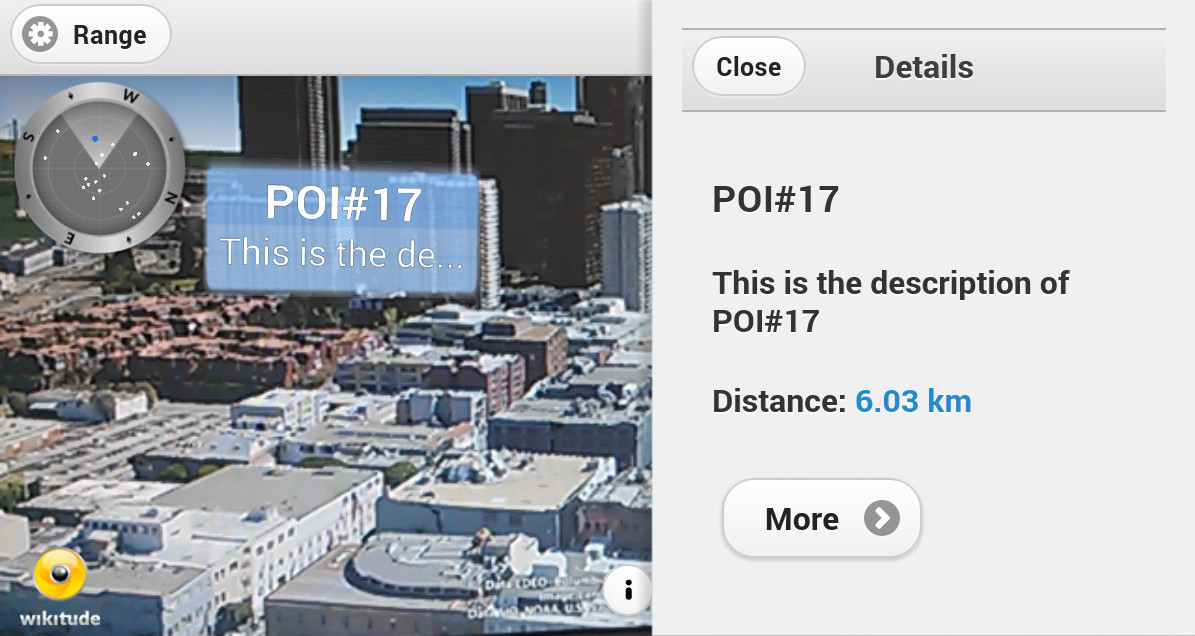 Range
W
S
N
E
POI#17
This is the de...
wikitude
i
Close
Details
POI#17
This is the description of
POI#17
Distance: 6.03 km
More